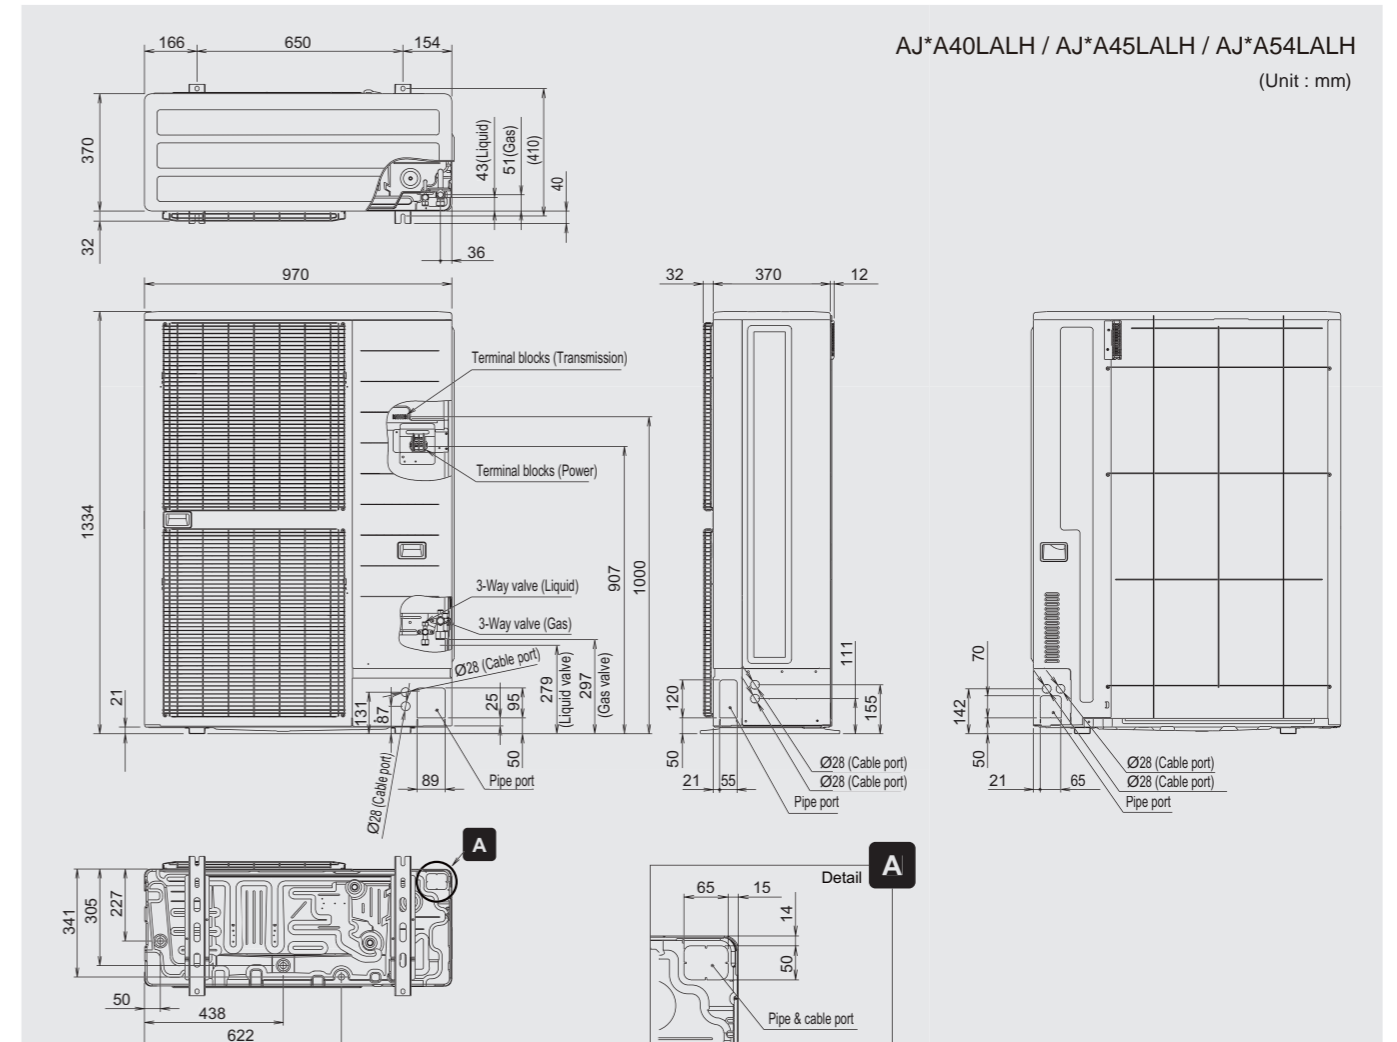 AJ*A40LALH / AJ*A45LALH / AJ*A54LALH
(Unit : mm)
166
650
154
370
32
43(Liquid)
51(Gas)
(410)
40
36
970
32
370
12
1334
21
Terminal blocks (Transmission)
Terminal blocks (Power)
3-Way valve (Liquid)
3-Way valve (Gas)
Ø28 (Cable port)
907
1000
279
(Liquid valve)
297
(Gas valve)
131
87
25
95
50
89
Ø28 (Cable port)
Pipe port
120
50
21
55
111
155
Ø28 (Cable port)
Ø28 (Cable port)
Pipe port
70
142
50
21
65
Ø28 (Cable port)
Ø28 (Cable port)
Pipe port
A
341
305
227
50
438
622
Detail A
65
15
14
50
Pipe & cable port